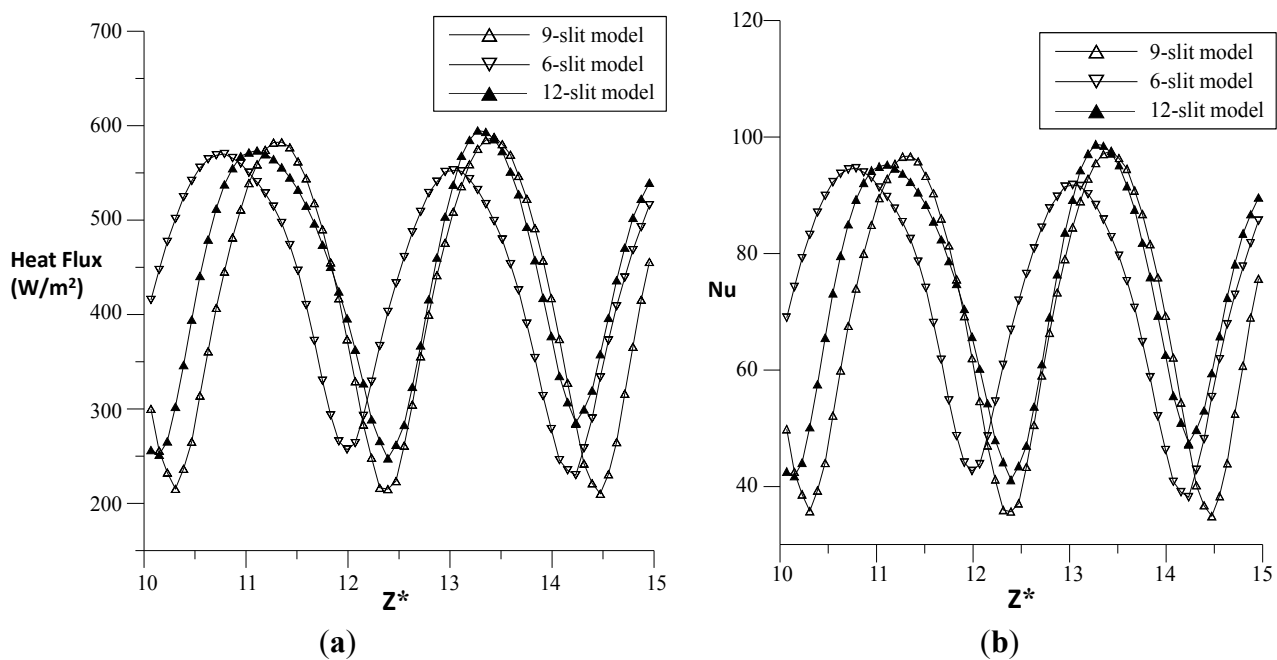 700
600
500
400
300
200
Heat Flux
(W/m²)
9-slit model
6-slit model
12-slit model
10 11 12 13 14 15
Z*
(a)
120
100
80
60
40
Nu
9-slit model
6-slit model
12-slit model
10 11 12 13 14 15
Z*
(b)